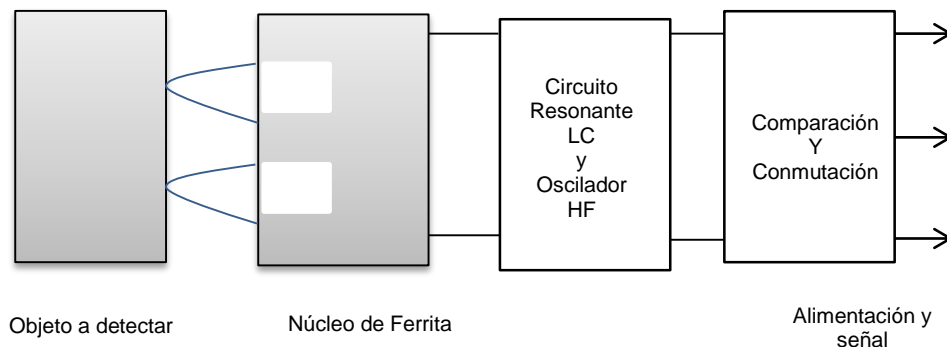 Circuito
Resonante
LC
y
Oscilador
HF
Comparación
Y
Conmutación
Objeto a detectar
Núcleo de Ferrita
Alimentación y
señal